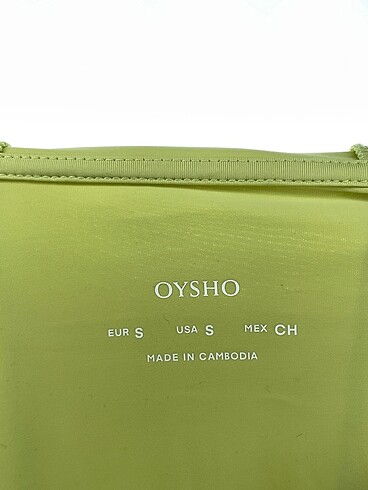 OYSHO
EUR S USA S MEX CH
MADE IN CAMBODIA